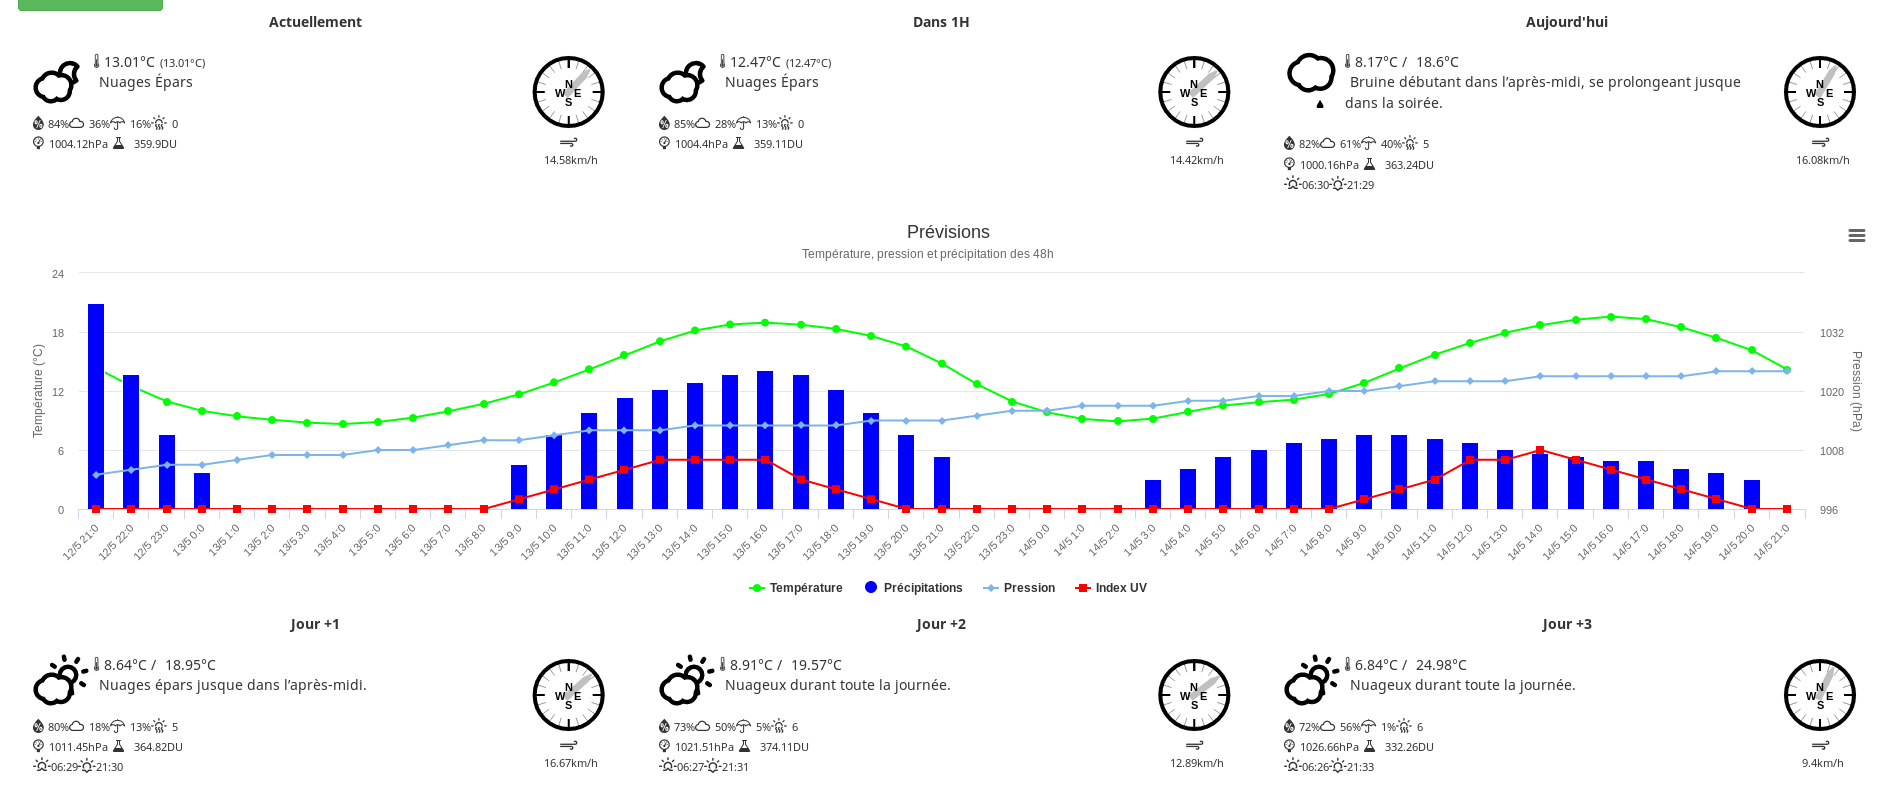 Actuellement
13.01°C (13.01°C)
Nuages Épars
84% 36% 16% 0
1004.12hPa 359.9DU
N
W E
S
14.58km/h
Dans 1H
12.47°C (12.47°C)
Nuages Épars
85% 28% 13% 0
1004.4hPa 359.11DU
N
W E
S
14.42km/h
Aujourd'hui
8.17°C / 18.6°C
Bruine débutant dans l’après-midi, se prolongeant jusque
dans la soirée.
82% 61% 40% 5
1000.16hPa 363.24DU
06:30 21:29
N
W E
S
16.08km/h
Prévisions
Température, pression et précipitation des 48h
Température (°C)
24
18
12
6
0
Pression (hPa)
1032
1020
1008
996
12/5 21:0 12/5 22:0 12/5 23:0 13/5 0:0 13/5 1:0 13/5 2:0 13/5 3:0 13/5 4:0 13/5 5:0 13/5 6:0 13/5 7:0 13/5 8:0 13/5 9:0 13/5 10:0 13/5 11:0 13/5 12:0 13/5 13:0 13/5 14:0 13/5 15:0 13/5 16:0 13/5 17:0 13/5 18:0 13/5 19:0 13/5 20:0 13/5 21:0 13/5 22:0 13/5 23:0 14/5 0:0 14/5 1:0 14/5 2:0 14/5 3:0 14/5 4:0 14/5 5:0 14/5 6:0 14/5 7:0 14/5 8:0 14/5 9:0 14/5 10:0 14/5 11:0 14/5 12:0 14/5 13:0 14/5 14:0 14/5 15:0 14/5 16:0 14/5 17:0 14/5 18:0 14/5 19:0 14/5 20:0 14/5 21:0
Température Précipitations Pression Index UV
Jour +1
8.64°C / 18.95°C
Nuages épars jusque dans l’après-midi.
80% 18% 13% 5
1011.45hPa 364.82DU
06:29 21:30
N
W E
S
16.67km/h
Jour +2
8.91°C / 19.57°C
Nuageux durant toute la journée.
73% 50% 5% 6
1021.51hPa 374.11DU
06:27 21:31
N
W E
S
12.89km/h
Jour +3
6.84°C / 24.98°C
Nuageux durant toute la journée.
72% 56% 1% 6
1026.66hPa 332.26DU
06:26 21:33
N
W E
S
9.4km/h